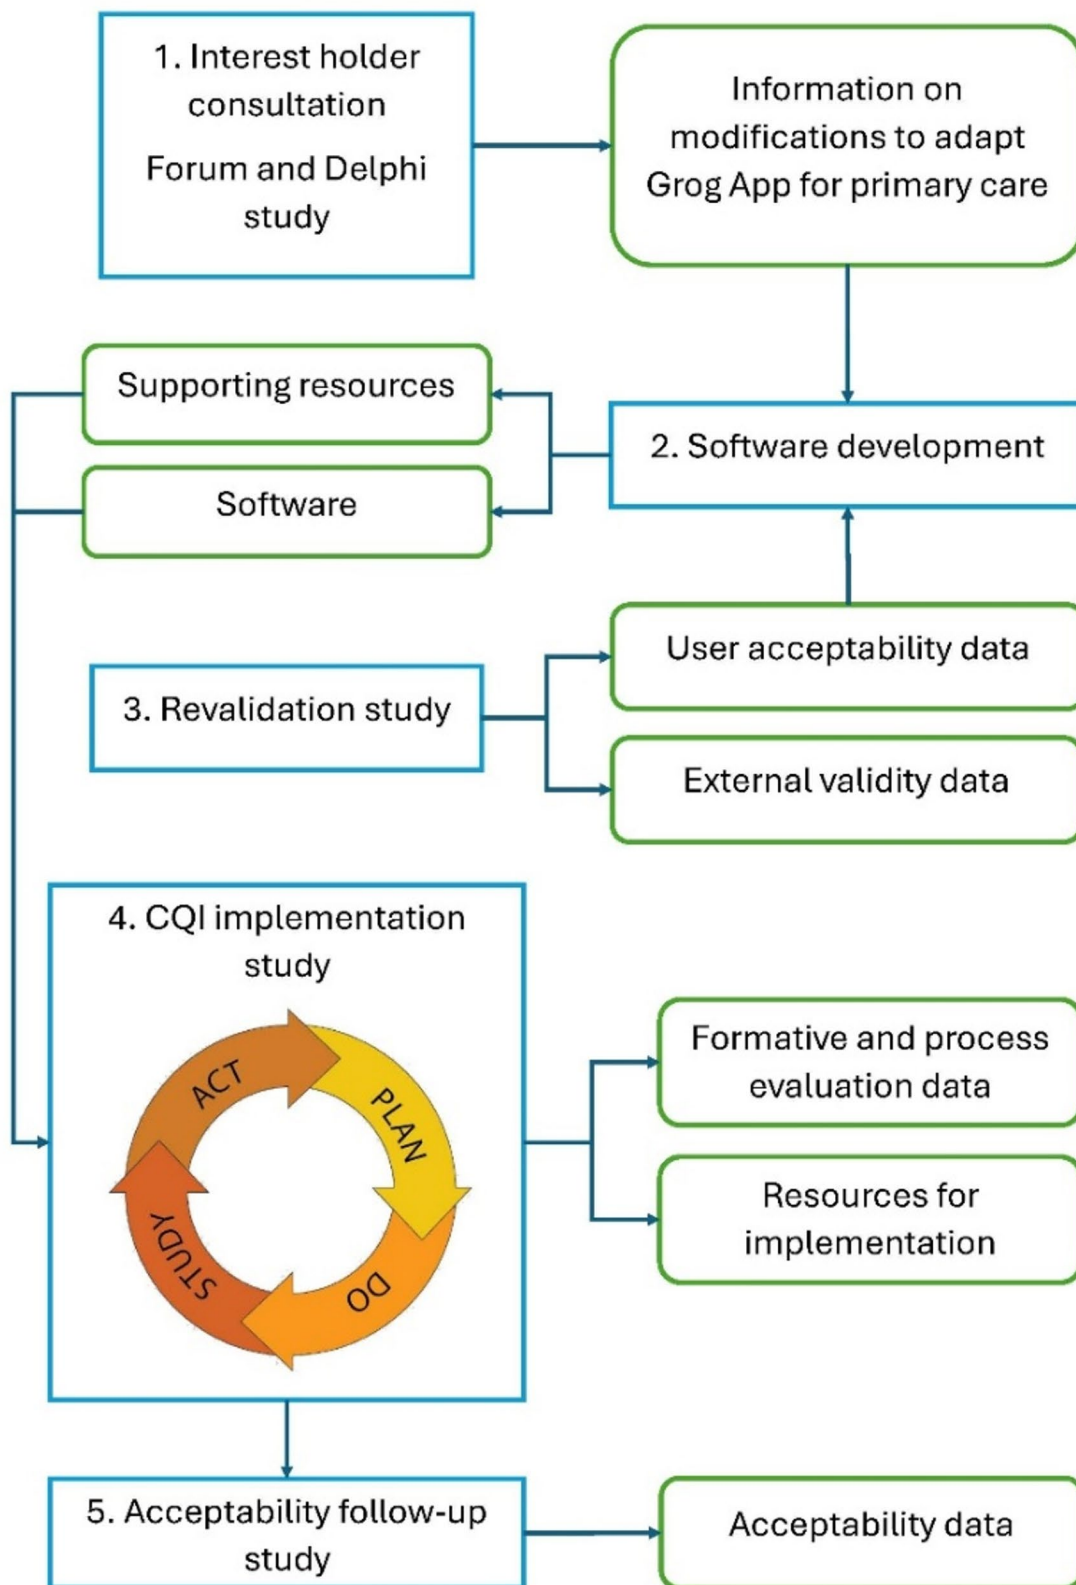 1. Interest holder
consultation
Forum and Delphi
study
Information on
modifications to adapt
Grog App for primary care
Supporting resources
2. Software development
Software
User acceptability data
3. Revalidation study
External validity data
4. CQI implementation
study
ACT
PLAN
DO
STUDY
Formative and process
evaluation data
Resources for
implementation
5. Acceptability follow-up
study
Acceptability data